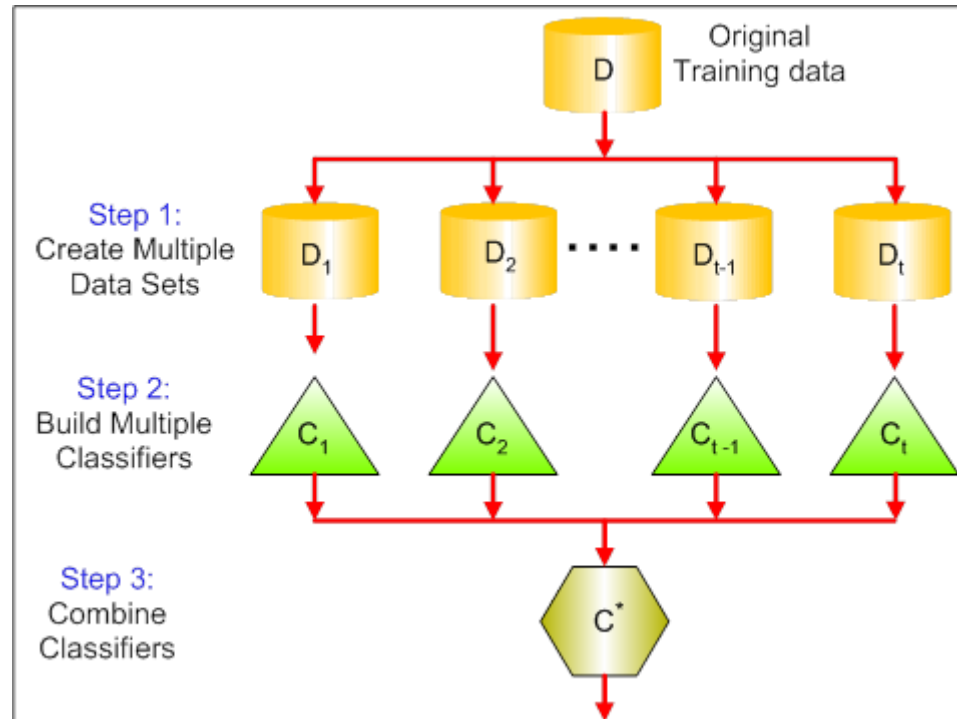 D
Original
Training data
Step 1:
Create Multiple
Data Sets
D₁
D₂
....
Dₜ₋₁
Dₜ
Step 2:
Build Multiple
Classifiers
C₁
C₂
Cₜ₋₁
Cₜ
Step 3:
Combine
Classifiers
C*